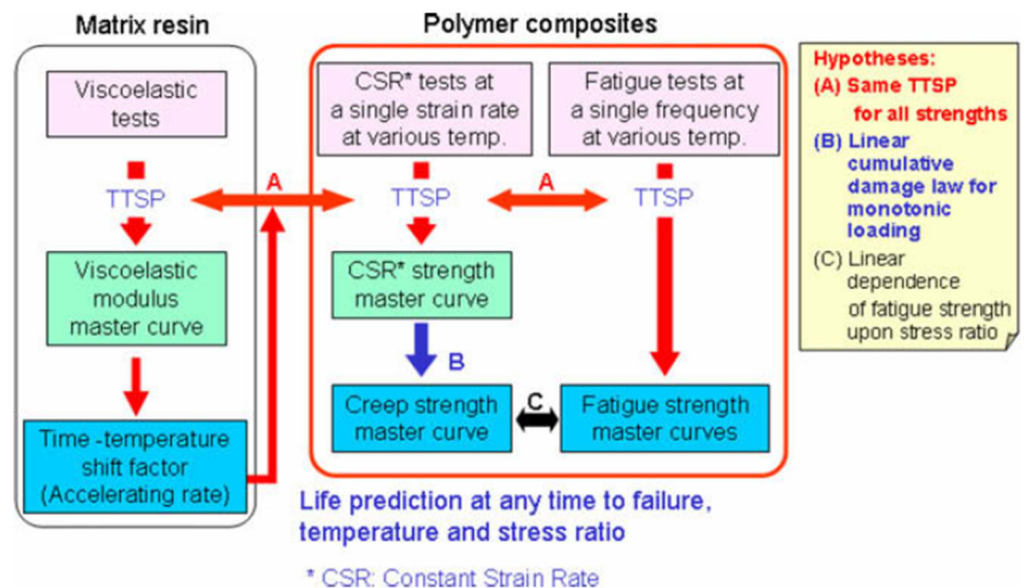 Matrix resin
Viscoelastic
tests
TTSP
Viscoelastic
modulus
master curve
Time -temperature
shift factor
(Accelerating rate)
A
Polymer composites
CSR* tests at
a single strain rate
at various temp.
TTSP
CSR* strength
master curve
B
Creep strength
master curve
A
C
Fatigue tests at
a single frequency
at various temp.
TTSP
Fatigue strength
master curves
Life prediction at any time to failure,
temperature and stress ratio
* CSR: Constant Strain Rate
Hypotheses:
(A) Same TTSP
for all strengths
(B) Linear
cumulative
damage law for
monotonic
loading
(C) Linear
dependence
of fatigue strength
upon stress ratio